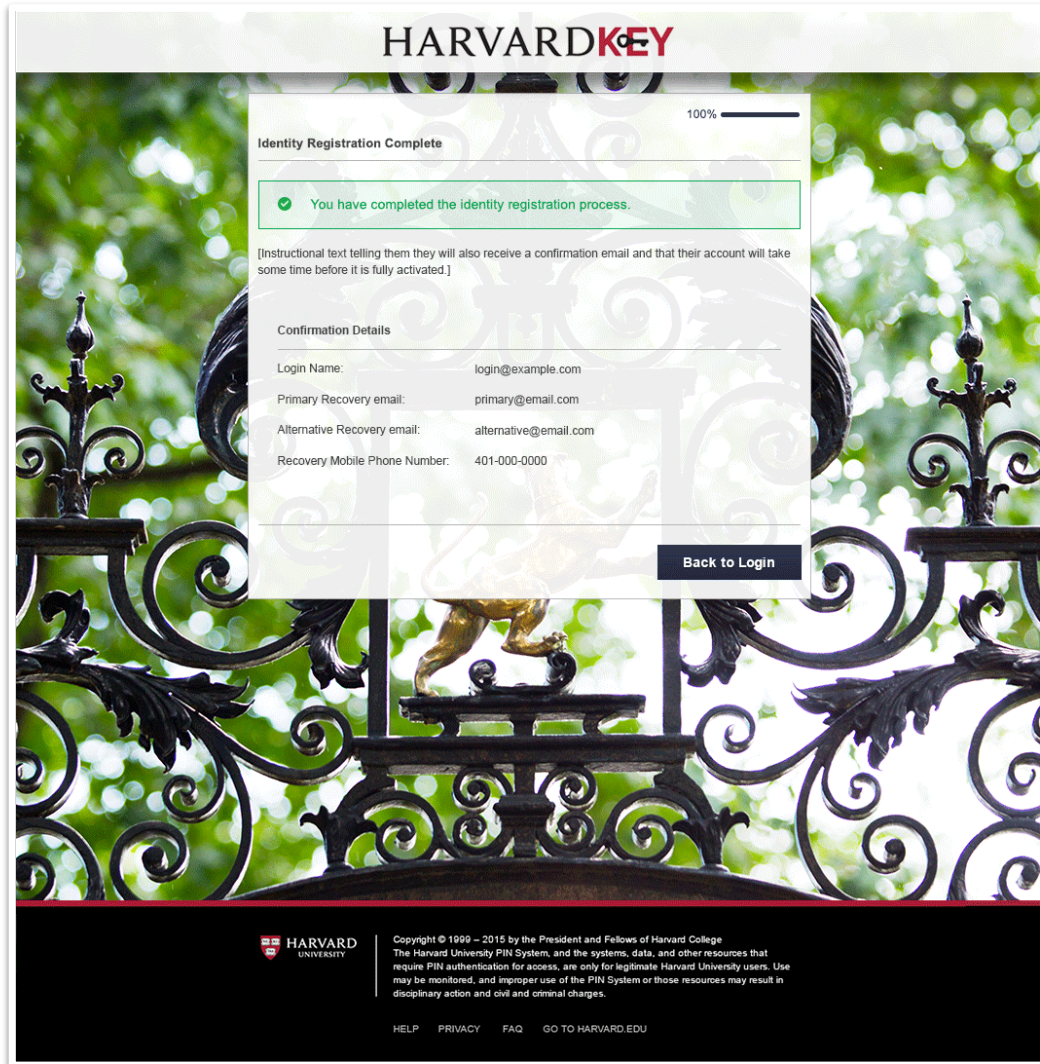 HARVARDKEY
100%
Identity Registration Complete
You have completed the identity registration process.
[Instructional text telling them they will also receive a confirmation email and that their account will take
some time before it is fully activated.]
Confirmation Details
Login Name: login@example.com
Primary Recovery email: primary@email.com
Alternative Recovery email: alternative@email.com
Recovery Mobile Phone Number: 401-000-0000
Back to Login
HARVARD
UNIVERSITY
Copyright © 1999 – 2015 by the President and Fellows of Harvard College
The Harvard University PIN System, and the systems, data, and other resources that
require PIN authentication for access, are only for legitimate Harvard University users. Use
may be monitored, and improper use of the PIN System or those resources may result in
disciplinary action and civil and criminal charges.
HELP PRIVACY FAQ GO TO HARVARD.EDU